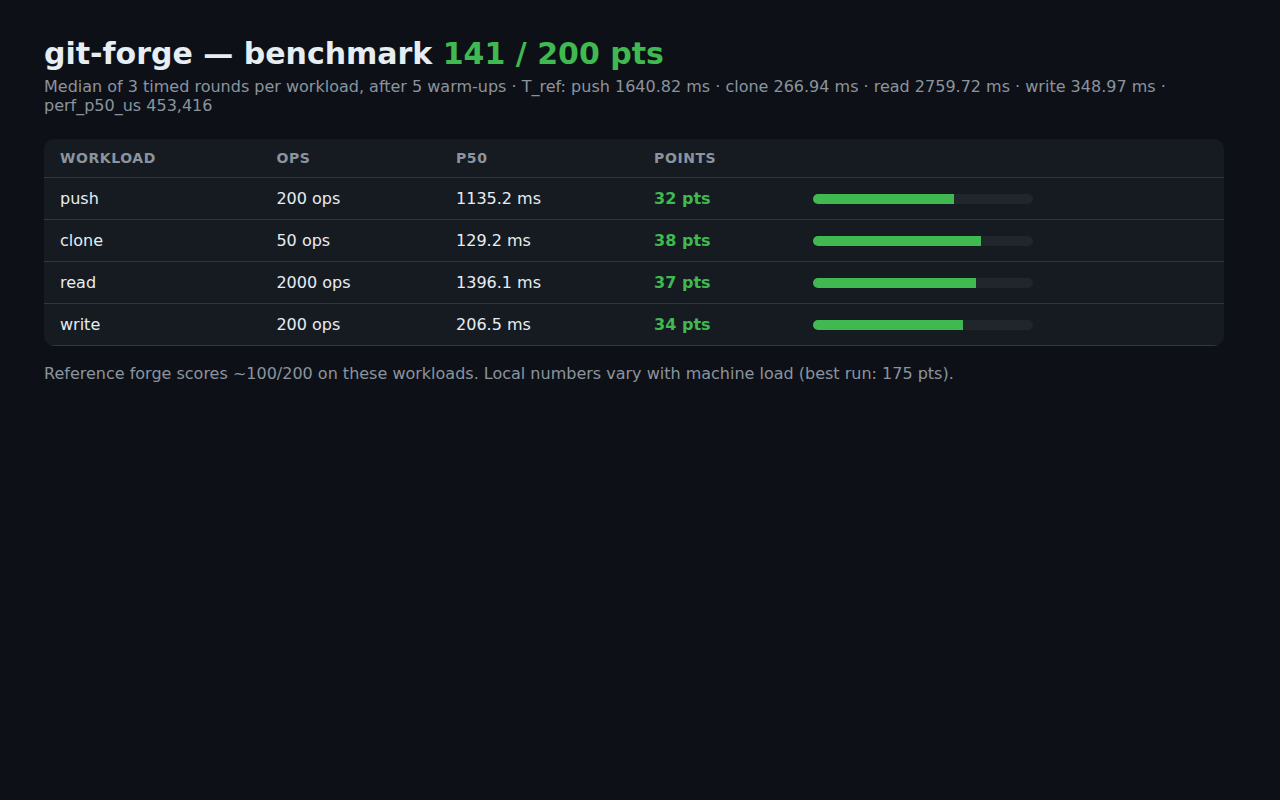 git-forge — benchmark 141 / 200 pts
Median of 3 timed rounds per workload, after 5 warm-ups · T_ref: push 1640.82 ms · clone 266.94 ms · read 2759.72 ms · write 348.97 ms ·
perf_p50_us 453,416
WORKLOAD OPS P50 POINTS
push 200 ops 1135.2 ms 32 pts
clone 50 ops 129.2 ms 38 pts
read 2000 ops 1396.1 ms 37 pts
write 200 ops 206.5 ms 34 pts
Reference forge scores ~100/200 on these workloads. Local numbers vary with machine load (best run: 175 pts).